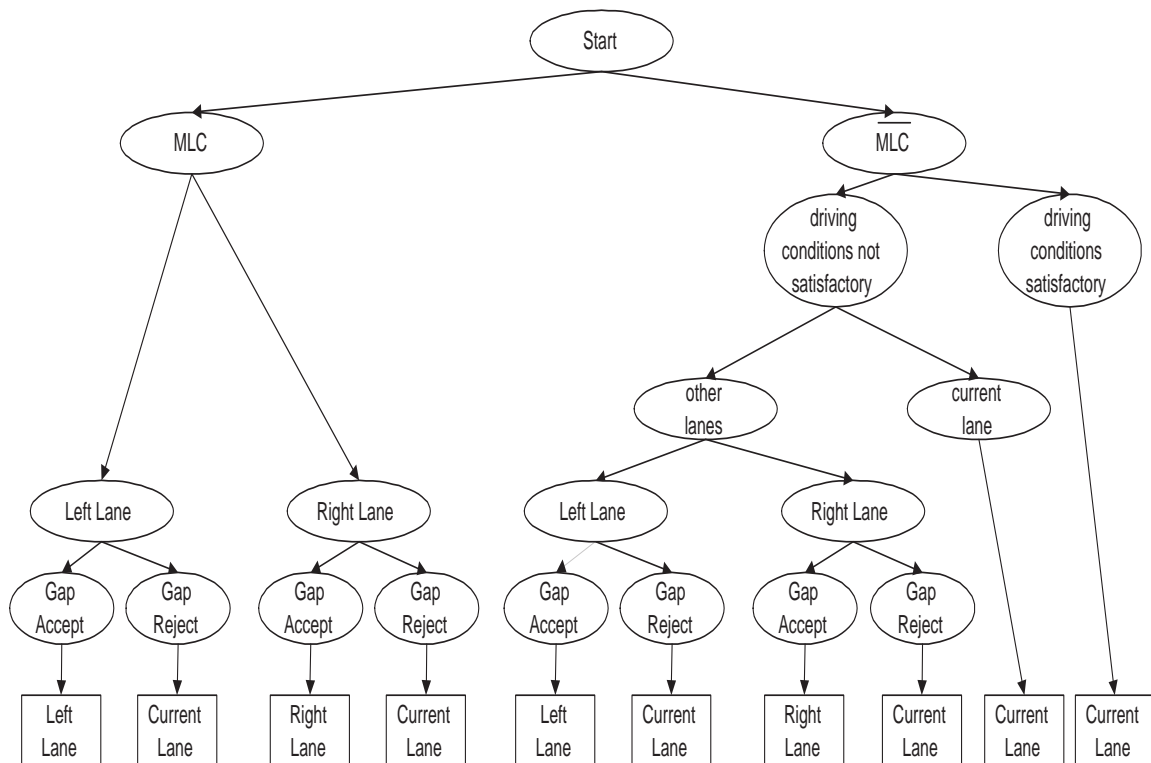 Start
MLC
M̅L̅C̅
driving
conditions not
satisfactory
driving
conditions
satisfactory
other
lanes
current
lane
Left Lane
Right Lane
Left Lane
Right Lane
Gap
Accept
Gap
Reject
Gap
Accept
Gap
Reject
Gap
Accept
Gap
Reject
Gap
Accept
Gap
Reject
Left
Lane
Current
Lane
Right
Lane
Current
Lane
Left
Lane
Current
Lane
Right
Lane
Current
Lane
Current
Lane
Current
Lane